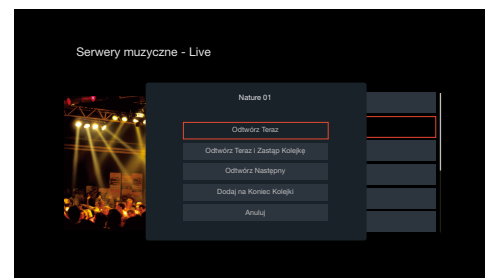 Serwery muzyczne - Live
Nature 01
Odtwórz Teraz
Odtwórz Teraz i Zastąp Kolejkę
Odtwórz Następny
Dodaj na Koniec Kolejki
Anuluj